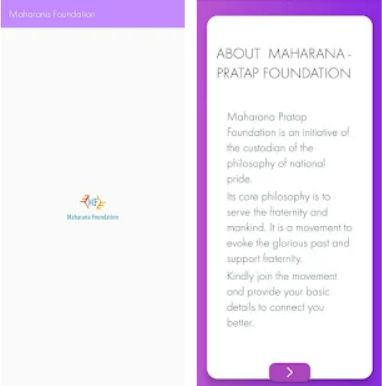 Maharana Foundation
MF
Maharana Foundation
ABOUT MAHARANA -
PRATAP FOUNDATION
Maharana Pratap
Foundation is an initiative of
the custodian of the
philosophy of national
pride.
Its core philosophy is to
serve the fraternity and
mankind. It is a movement to
evoke the glorious past and
support fraternity.
Kindly join the movement
and provide your basic
details to connect you
better.